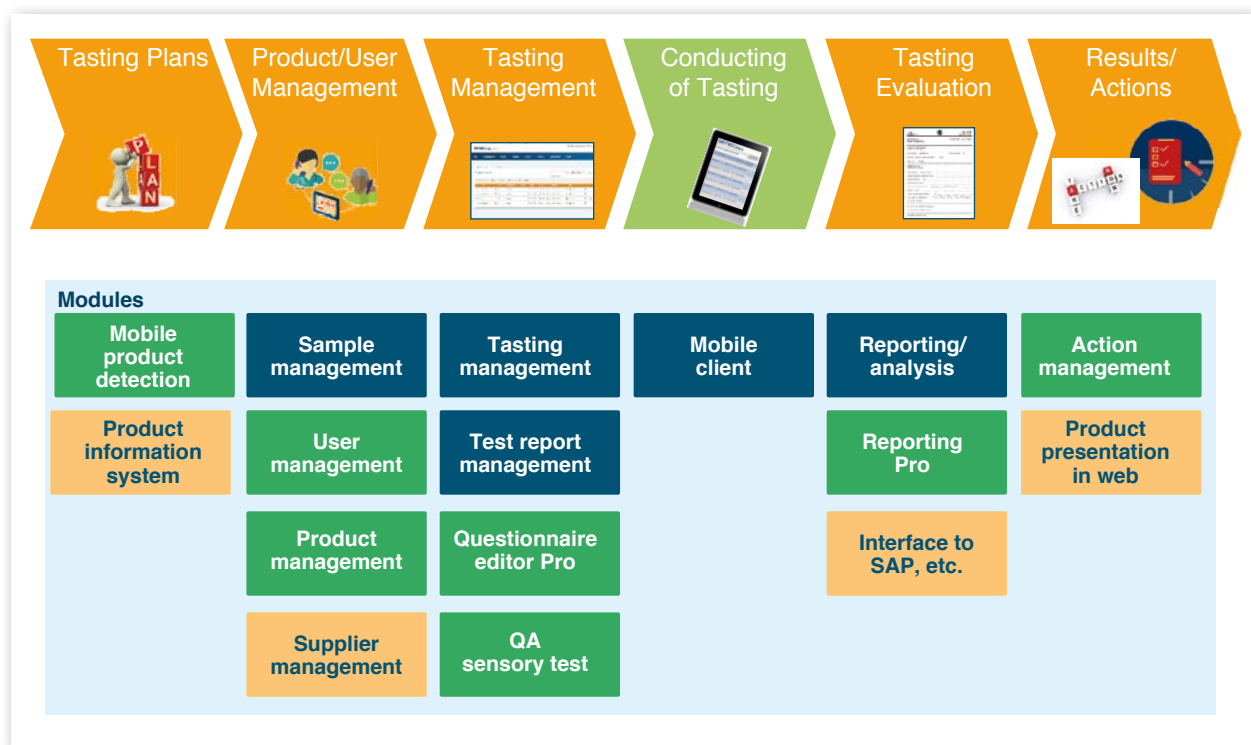 Tasting Plans
Product/User
Management
Tasting
Management
Conducting
of Tasting
Tasting
Evaluation
Results/
Actions
PLAN
Modules
Mobile
product
detection
Sample
management
Tasting
management
Mobile
client
Reporting/
analysis
Action
management
Product
information
system
User
management
Test report
management
Reporting
Pro
Product
presentation
in web
Product
management
Questionnaire
editor Pro
Interface to
SAP, etc.
Supplier
management
QA
sensory test